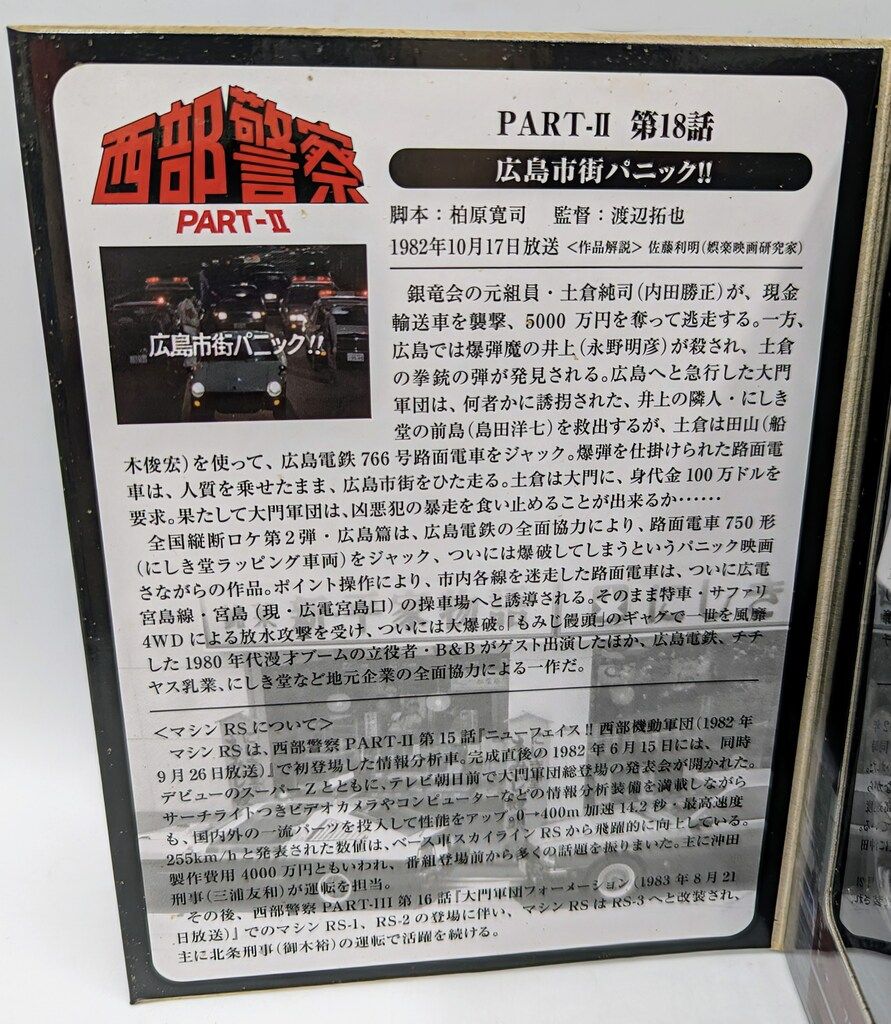 西部警察
PART-II
PART-II 第18話
広島市街パニック!!
脚本：柏原寛司　監督：渡辺拓也
1982年10月17日放送 <作品解説> 佐藤利明(娯楽映画研究家)
広島市街パニック!!
銀竜会の元組員・土倉純司(内田勝正)が、現金
輸送車を襲撃、5000 万円を奪って逃走する。一方、
広島では爆弾魔の井上(永野明彦)が殺され、土倉
の拳銃の弾が発見される。広島へと急行した大門
軍団は、何者かに誘拐された、井上の隣人・にしき
堂の前島(島田洋七)を救出するが、土倉は田山(船
木俊宏)を使って、広島電鉄 766 号路面電車をジャック。爆弾を仕掛けられた路面電
車は、人質を乗せたまま、広島市街をひた走る。土倉は大門に、身代金 100 万ドルを
要求。果たして大門軍団は、凶悪犯の暴走を食い止めることが出来るか……
全国縦断ロケ第２弾・広島篇は、広島電鉄の全面協力により、路面電車 750 形
(にしき堂ラッピング車両)をジャック、ついには爆破してしまうというパニック映画
さながらの作品。ポイント操作により、市内各線を迷走した路面電車は、ついに広電
宮島線・宮島(現・広電宮島口)の操車場へと誘導される。そのまま特車・サファリ
4WD による放水攻撃を受け、ついには大爆破。「もみじ饅頭」のギャグで一世を風靡
した 1980 年代漫才ブームの立役者・B&B がゲスト出演したほか、広島電鉄、チチ
ヤス乳業、にしき堂など地元企業の全面協力による一作だ。
<マシン RS について>
マシン RS は、西部警察 PART-II 第 15 話『ニューフェイス!! 西部機動軍団(1982 年
9 月 26 日放送)』で初登場した情報分析車。完成直後の 1982 年 6 月 15 日には、同時
デビューのスーパー Z とともに、テレビ朝日前で大門軍団総登場の発表会が開かれた。
サーチライトつきビデオカメラやコンピューターなどの情報分析装備を満載しながら
も、国内外の一流パーツを投入して性能をアップ。0→400m 加速 14.2 秒・最高速度
255km/h と発表された数値は、ベース車スカイライン RS から飛躍的に向上している。
製作費用 4000 万円ともいわれ、番組登場前から多くの話題を振りまいた。主に沖田
刑事(三浦友和)が運転を担当。
その後、西部警察 PART-III 第 16 話『大門軍団フォーメーション(1983 年 8 月 21
日放送)』でのマシン RS-1、RS-2 の登場に伴い、マシン RS は RS-3 へと改装され、
主に北条刑事(御木裕)の運転で活躍を続ける。